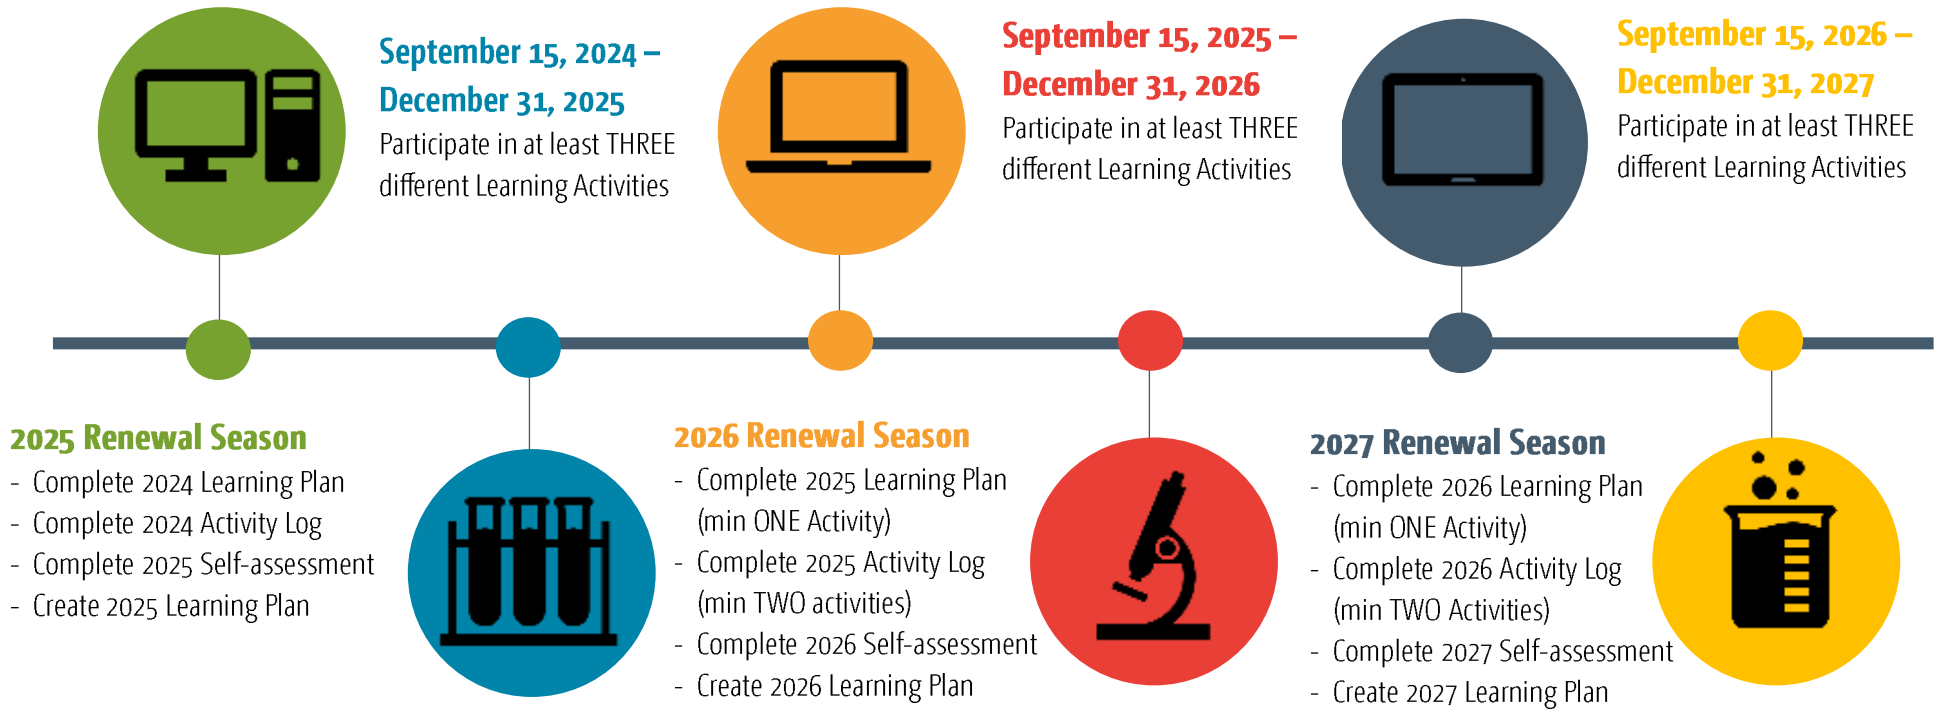 September 15, 2024 –
December 31, 2025
Participate in at least THREE
different Learning Activities
September 15, 2025 –
December 31, 2026
Participate in at least THREE
different Learning Activities
September 15, 2026 –
December 31, 2027
Participate in at least THREE
different Learning Activities
2025 Renewal Season
- Complete 2024 Learning Plan
- Complete 2024 Activity Log
- Complete 2025 Self-assessment
- Create 2025 Learning Plan
2026 Renewal Season
- Complete 2025 Learning Plan
(min ONE Activity)
- Complete 2025 Activity Log
(min TWO activities)
- Complete 2026 Self-assessment
- Create 2026 Learning Plan
2027 Renewal Season
- Complete 2026 Learning Plan
(min ONE Activity)
- Complete 2026 Activity Log
(min TWO Activities)
- Complete 2027 Self-assessment
- Create 2027 Learning Plan